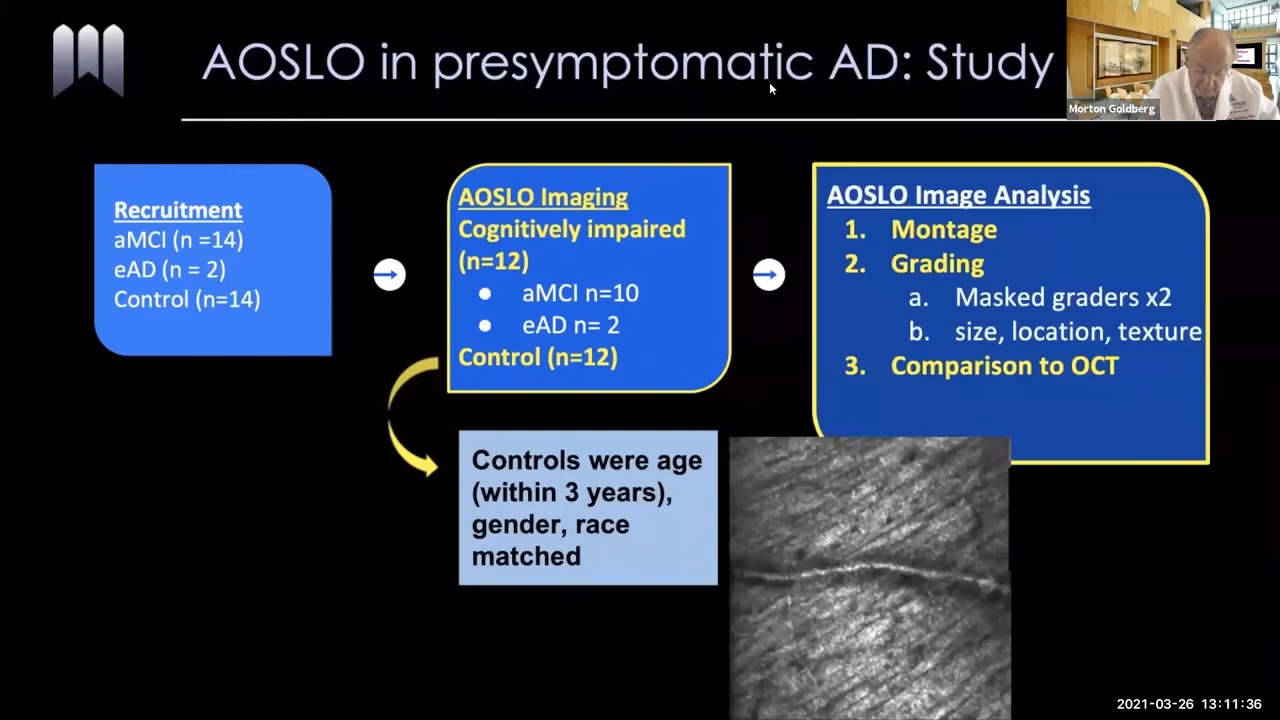 AOSLO in presymptomatic AD: Study
Morton Goldberg
Recruitment
aMCI (n =14)
eAD (n = 2)
Control (n=14)
AOSLO Imaging
Cognitively impaired
(n=12)
● aMCI n=10
● eAD n= 2
Control (n=12)
AOSLO Image Analysis
1. Montage
2. Grading
a. Masked graders x2
b. size, location, texture
3. Comparison to OCT
Controls were age
(within 3 years),
gender, race
matched
2021-03-26 13:11:36